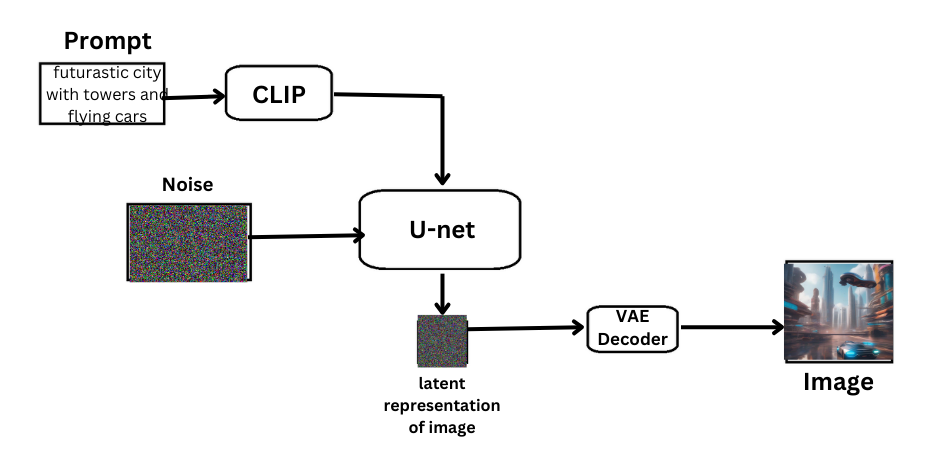 Prompt
futurastic city
with towers and
flying cars
CLIP
Noise
U-net
VAE
Decoder
latent
representation
of image
Image